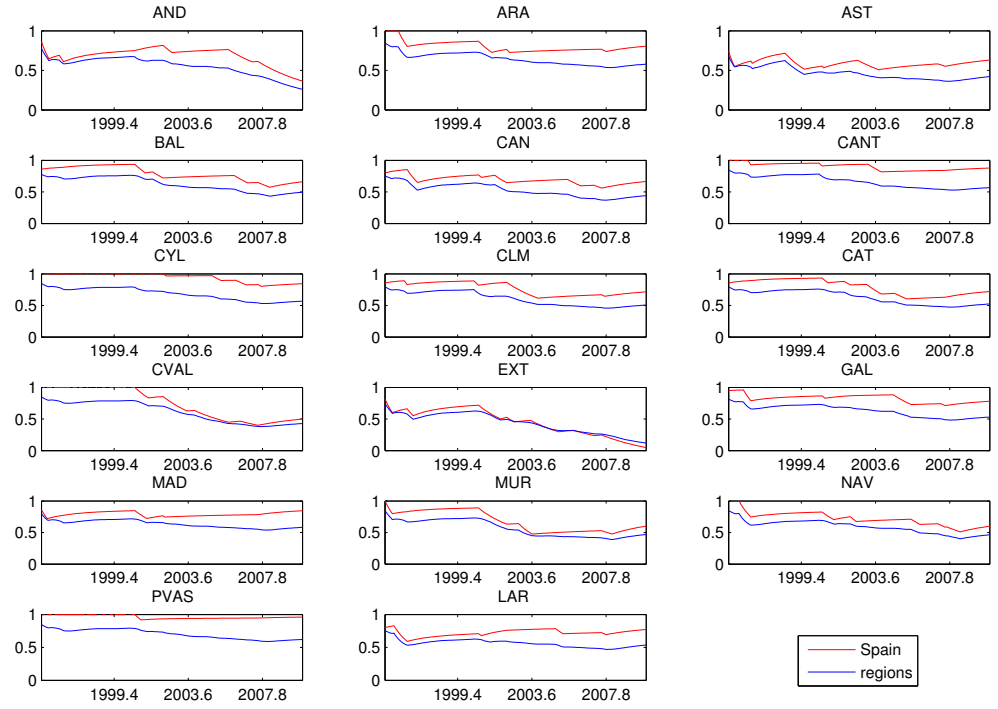 AND ARA AST
1 1 1
0.5 0.5 0.5
0 0 0
1999.4 2003.6 2007.8 1999.4 2003.6 2007.8 1999.4 2003.6 2007.8
BAL CAN CANT
1 1 1
0.5 0.5 0.5
0 0 0
1999.4 2003.6 2007.8 1999.4 2003.6 2007.8 1999.4 2003.6 2007.8
CYL CLM CAT
1 1 1
0.5 0.5 0.5
0 0 0
1999.4 2003.6 2007.8 1999.4 2003.6 2007.8 1999.4 2003.6 2007.8
CVAL EXT GAL
1 1 1
0.5 0.5 0.5
0 0 0
1999.4 2003.6 2007.8 1999.4 2003.6 2007.8 1999.4 2003.6 2007.8
MAD MUR NAV
1 1 1
0.5 0.5 0.5
0 0 0
1999.4 2003.6 2007.8 1999.4 2003.6 2007.8 1999.4 2003.6 2007.8
PVAS LAR
1 1
0.5 0.5
0 0
1999.4 2003.6 2007.8 1999.4 2003.6 2007.8
Spain
regions